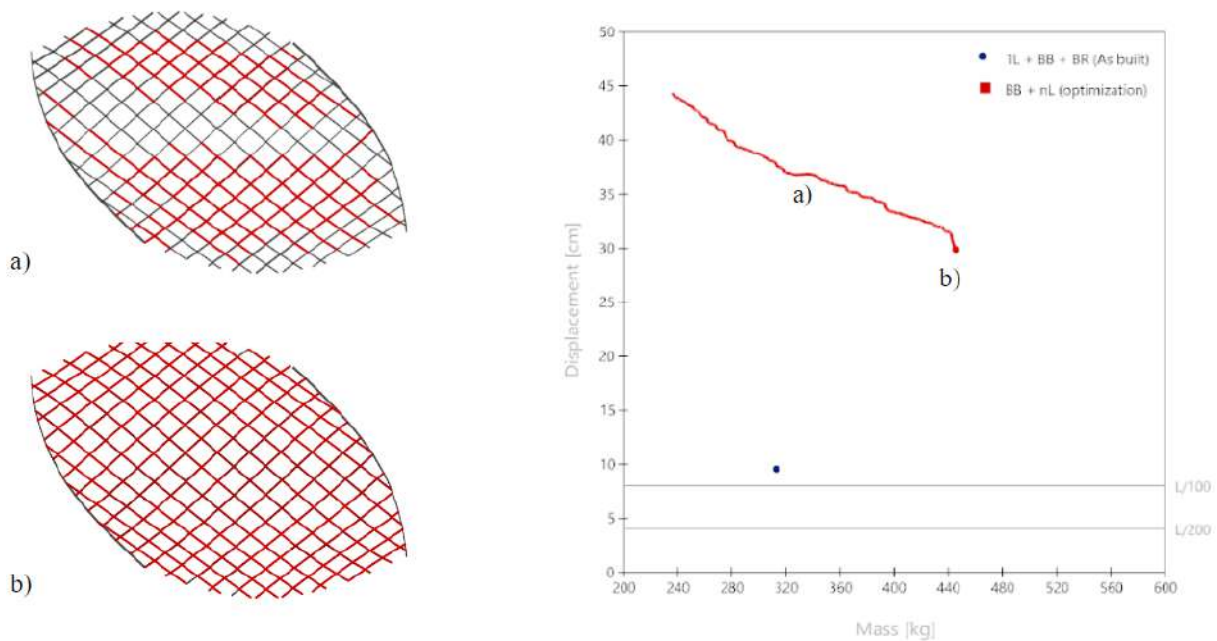 a)
b)
50
45
40
35
30
25
20
15
10
5
0
Displacement [cm]
1L + BB + BR (As built)
BB + nL (optimization)
a)
b)
L/100
L/200
200 240 280 320 360 400 440 480 520 560 600
Mass [kg]